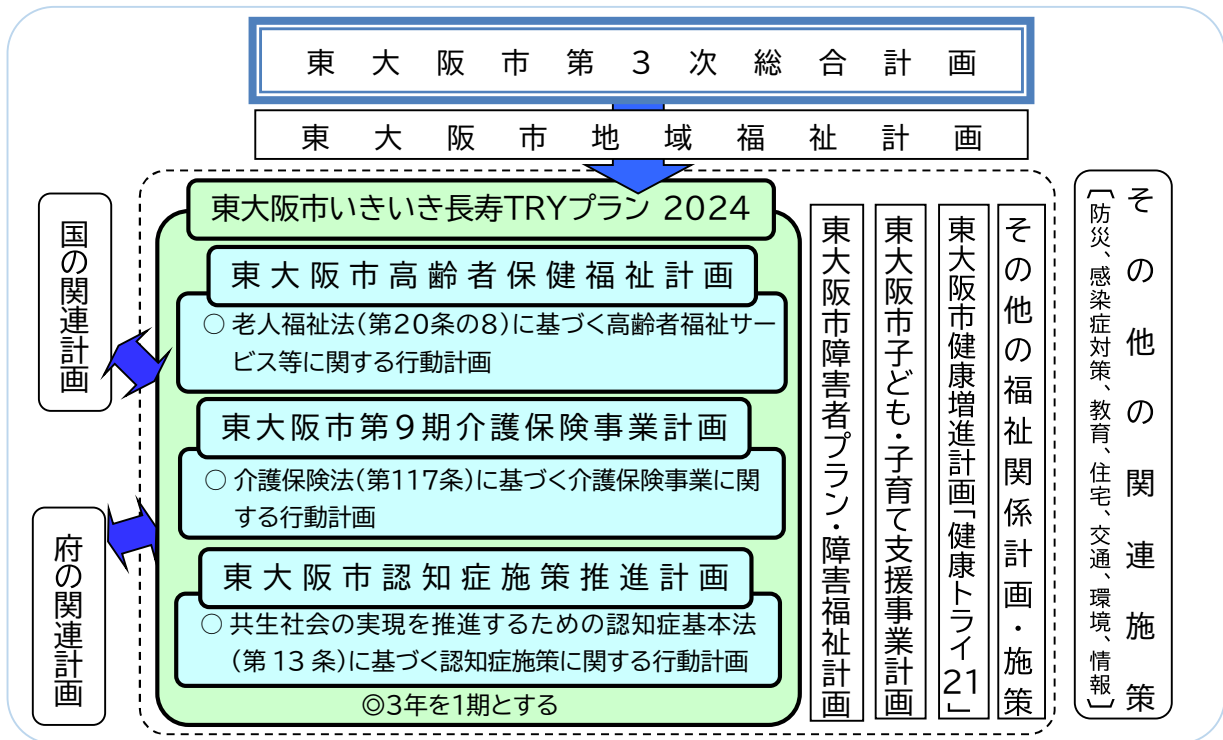 東大阪市第3次総合計画
東大阪市地域福祉計画
国の関連計画
府の関連計画
東大阪市いきいき長寿TRYプラン 2024
東大阪市高齢者保健福祉計画
○ 老人福祉法(第20条の8)に基づく高齢者福祉サー
ビス等に関する行動計画
東大阪市第9期介護保険事業計画
○ 介護保険法(第117条)に基づく介護保険事業に関
する行動計画
東大阪市認知症施策推進計画
○ 共生社会の実現を推進するための認知症基本法
(第 13 条)に基づく認知症施策に関する行動計画
◎3年を1期とする
東大阪市障害者プラン・障害福祉計画
東大阪市子ども・子育て支援事業計画
東大阪市健康増進計画「健康トライ21」
その他の福祉関係計画・施策
その他の関連施策
〔防災、感染症対策、教育、住宅、交通、環境、情報〕